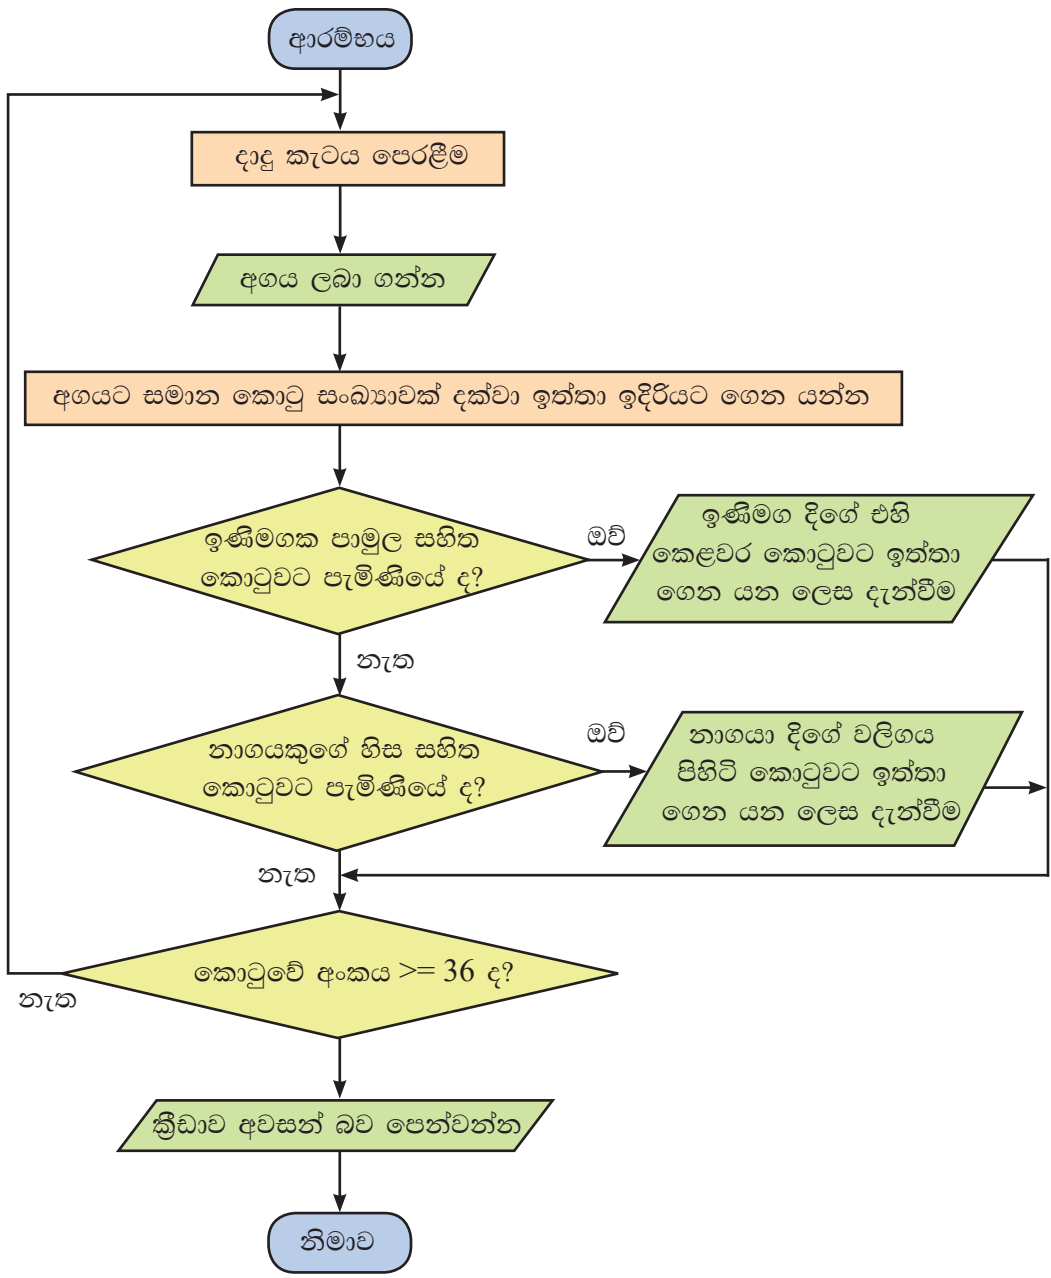 ආරම්භය
දාදු කැටය පෙරළීම
අගය ලබා ගන්න
අගයට සමාන කොටු සංඛ්‍යාවක් දක්වා ඉත්තා ඉදිරියට ගෙන යන්න
ඉණිමගක පාමුල සහිත
කොටුවට පැමිණියේ ද?
ඔව්
ඉණිමග දිගේ එහි
කෙළවර කොටුවට ඉත්තා
ගෙන යන ලෙස දැන්වීම
නැත
නාගයකුගේ හිස සහිත
කොටුවට පැමිණියේ ද?
ඔව්
නාගයා දිගේ වලිගය
පිහිටි කොටුවට ඉත්තා
ගෙන යන ලෙස දැන්වීම
නැත
කොටුවේ අංකය >= 36 ද?
නැත
ක්‍රීඩාව අවසන් බව පෙන්වන්න
නිමාව